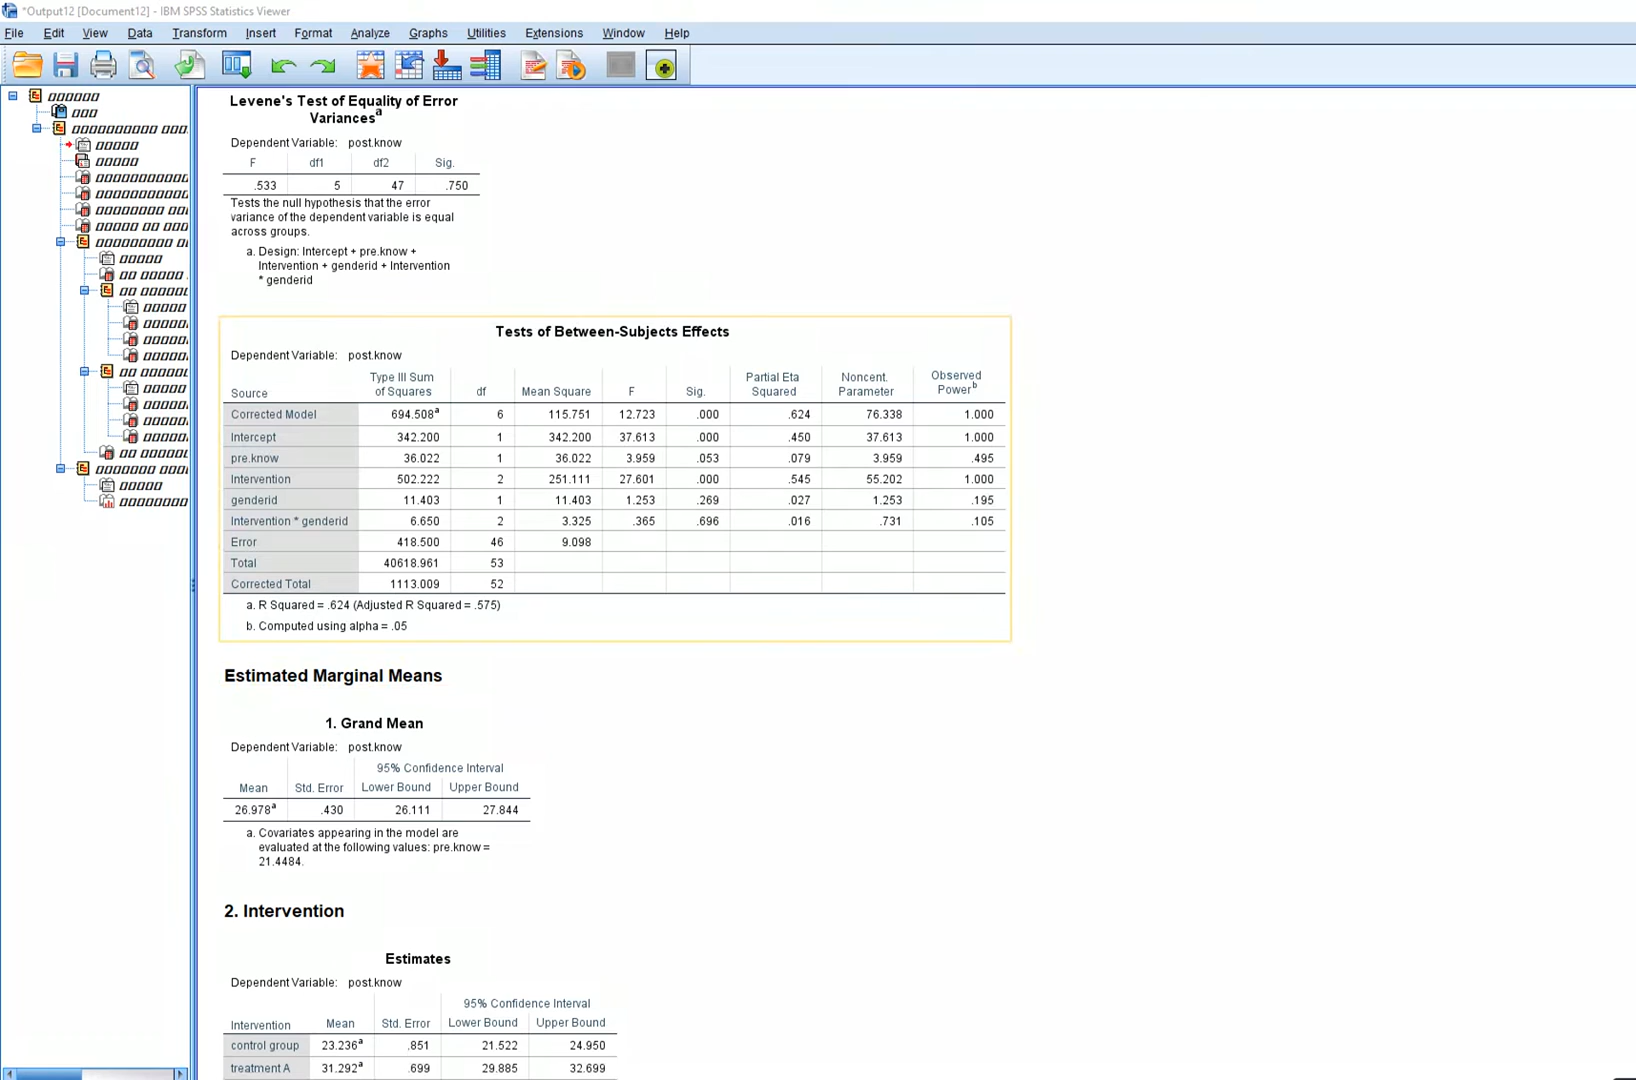 *Output12 [Document12] - IBM SPSS Statistics Viewer
File Edit View Data Transform Insert Format Analyze Graphs Utilities Extensions Window Help
Levene's Test of Equality of Error
Variancesa
Dependent Variable: post.know
F df1 df2 Sig.
.533 5 47 .750
Tests the null hypothesis that the error
variance of the dependent variable is equal
across groups.
a. Design: Intercept + pre.know +
Intervention + genderid + Intervention
* genderid
Tests of Between-Subjects Effects
Dependent Variable: post.know
Source Type III Sum of Squares df Mean Square F Sig. Partial Eta Squared Noncent. Parameter Observed Powerb
Corrected Model 694.508a 6 115.751 12.723 .000 .624 76.338 1.000
Intercept 342.200 1 342.200 37.613 .000 .450 37.613 1.000
pre.know 36.022 1 36.022 3.959 .053 .079 3.959 .495
Intervention 502.222 2 251.111 27.601 .000 .545 55.202 1.000
genderid 11.403 1 11.403 1.253 .269 .027 1.253 .195
Intervention * genderid 6.650 2 3.325 .365 .696 .016 .731 .105
Error 418.500 46 9.098
Total 40618.961 53
Corrected Total 1113.009 52
a. R Squared = .624 (Adjusted R Squared = .575)
b. Computed using alpha = .05
Estimated Marginal Means
1. Grand Mean
Dependent Variable: post.know
95% Confidence Interval
Mean Std. Error Lower Bound Upper Bound
26.978a .430 26.111 27.844
a. Covariates appearing in the model are
evaluated at the following values: pre.know =
21.4484.
2. Intervention
Estimates
Dependent Variable: post.know
95% Confidence Interval
Intervention Mean Std. Error Lower Bound Upper Bound
control group 23.236a .851 21.522 24.950
treatment A 31.292a .699 29.885 32.699